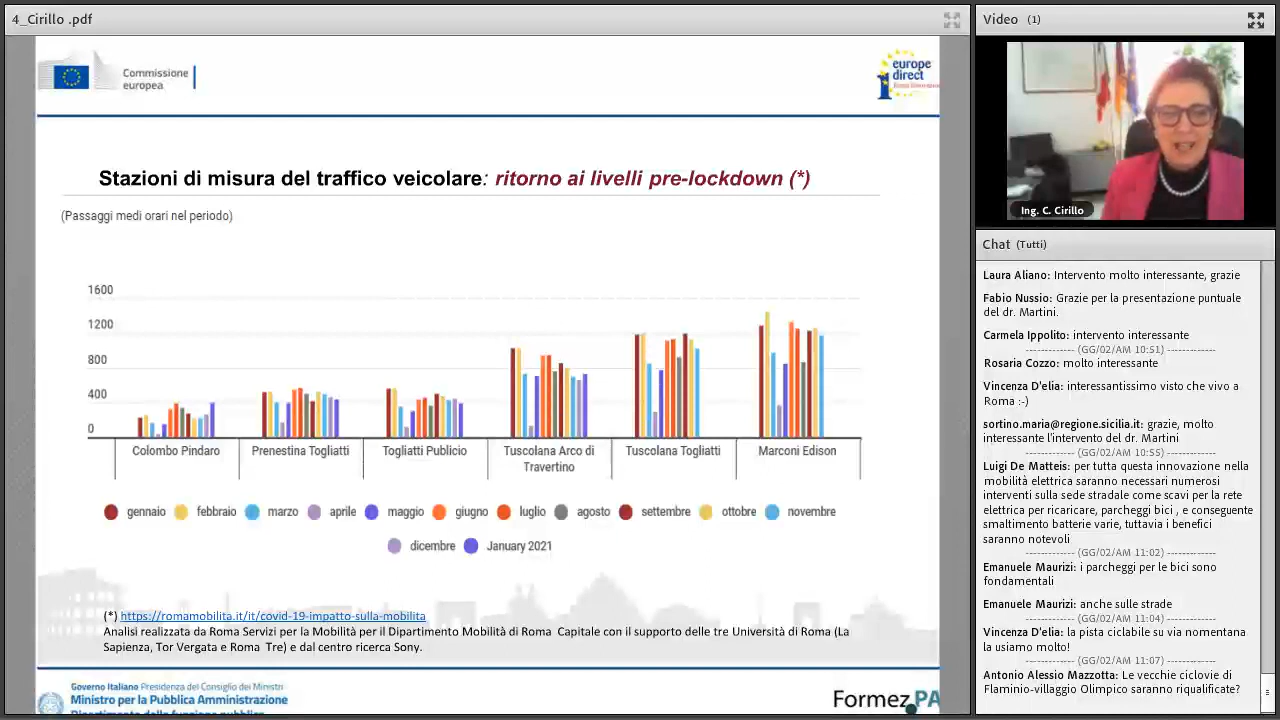 4_Cirillo .pdf
Commissione
europea
europe
direct
Stazioni di misura del traffico veicolare: ritorno ai livelli pre-lockdown (*)
(Passaggi medi orari nel periodo)
1600
1200
800
400
0
Colombo Pindaro
Prenestina Togliatti
Togliatti Publicio
Tuscolana Arco di
Travertino
Tuscolana Togliatti
Marconi Edison
gennaio febbraio marzo aprile maggio giugno luglio agosto settembre ottobre novembre
dicembre January 2021
(*) https://romamobilita.it/it/covid-19-impatto-sulla-mobilita
Analisi realizzata da Roma Servizi per la Mobilità per il Dipartimento Mobilità di Roma Capitale con il supporto delle tre Università di Roma (La
Sapienza, Tor Vergata e Roma Tre) e dal centro ricerca Sony.
Governo Italiano Presidenza del Consiglio dei Ministri
Ministro per la Pubblica Amministrazione
Dipartimento della funzione pubblica
Formez PA
Video (1)
Ing. C. Cirillo
Chat (Tutti)
Laura Aliano: Intervento molto interessante, grazie
Fabio Nussio: Grazie per la presentazione puntuale
del dr. Martini.
Carmela Ippolito: intervento interessante
------------ (GG/02/AM 10:51) ------------
Rosaria Cozzo: molto interessante
Vincenza D'elia: interessantissimo visto che vivo a
Roma :-)
sortino.maria@regione.sicilia.it: grazie, molto
interessante l'intervento del dr. Martini
------------ (GG/02/AM 10:55) ------------
Luigi De Matteis: per tutta questa innovazione nella
mobilità elettrica saranno necessari numerosi
interventi sulla sede stradale come scavi per la rete
elettrica per ricaricare, parcheggi bici , e conseguente
smaltimento batterie varie, tuttavia i benefici
saranno notevoli
------------ (GG/02/AM 11:02) ------------
Emanuele Maurizi: i parcheggi per le bici sono
fondamentali
Emanuele Maurizi: anche sulle strade
------------ (GG/02/AM 11:04) ------------
Vincenza D'elia: la pista ciclabile su via nomentana
la usiamo molto!
------------ (GG/02/AM 11:07) ------------
Antonio Alessio Mazzotta: Le vecchie ciclovie di
Flaminio-villaggio Olimpico saranno riqualificate?